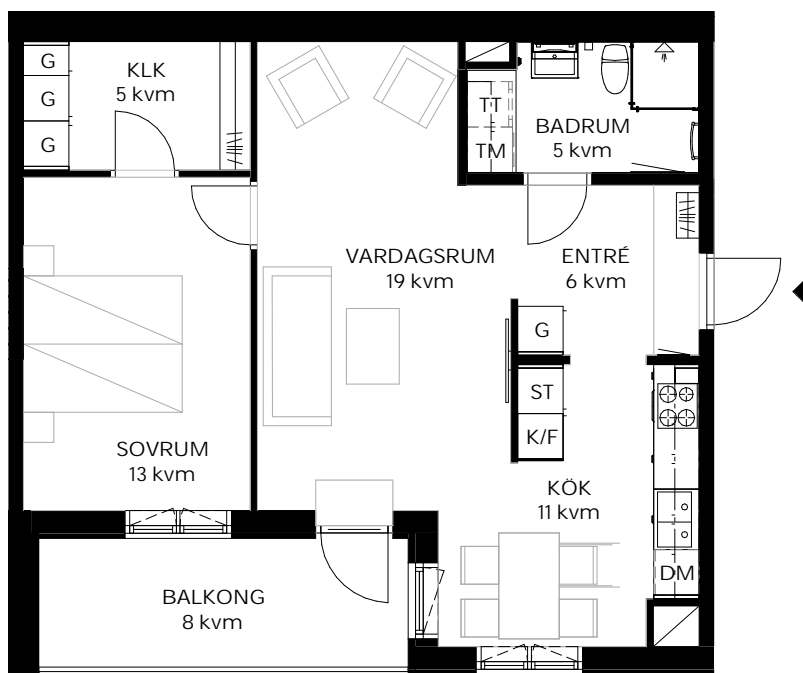 G
G
G
KLK
5 kvm
TT
TM
BADRUM
5 kvm
VARDAGSRUM
19 kvm
ENTRÉ
6 kvm
G
ST
K/F
SOVRUM
13 kvm
KÖK
11 kvm
DM
BALKONG
8 kvm